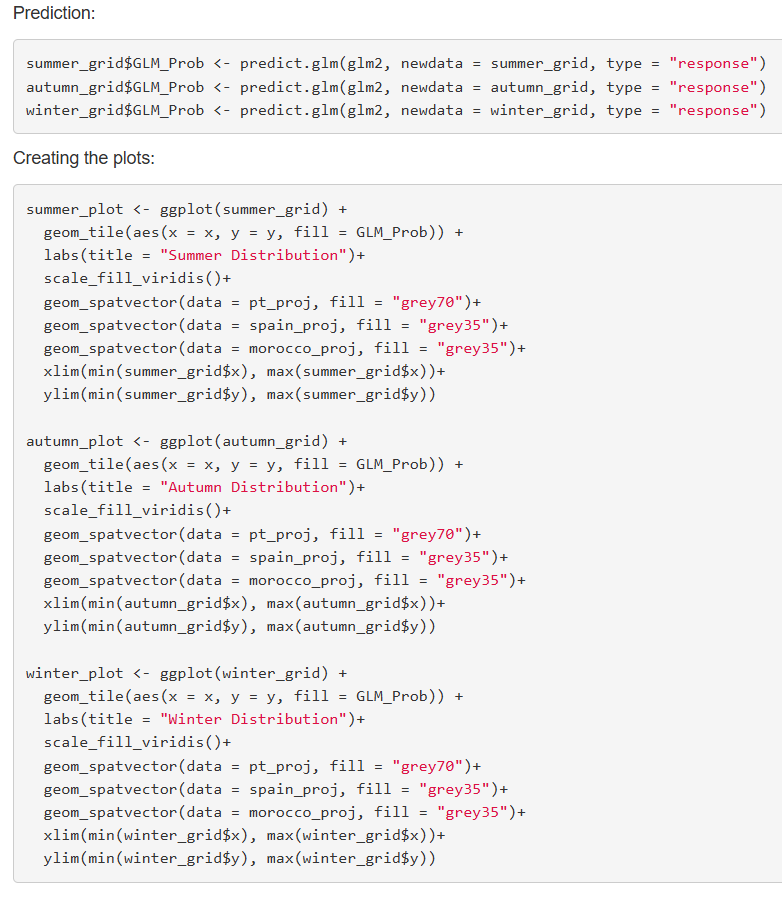 Prediction:
summer_grid$GLM_Prob <- predict.glm(glm2, newdata = summer_grid, type = "response")
autumn_grid$GLM_Prob <- predict.glm(glm2, newdata = autumn_grid, type = "response")
winter_grid$GLM_Prob <- predict.glm(glm2, newdata = winter_grid, type = "response")
Creating the plots:
summer_plot <- ggplot(summer_grid) +
  geom_tile(aes(x = x, y = y, fill = GLM_Prob)) +
  labs(title = "Summer Distribution")+
  scale_fill_viridis()+
  geom_spatvector(data = pt_proj, fill = "grey70")+
  geom_spatvector(data = spain_proj, fill = "grey35")+
  geom_spatvector(data = morocco_proj, fill = "grey35")+
  xlim(min(summer_grid$x), max(summer_grid$x))+
  ylim(min(summer_grid$y), max(summer_grid$y))

autumn_plot <- ggplot(autumn_grid) +
  geom_tile(aes(x = x, y = y, fill = GLM_Prob)) +
  labs(title = "Autumn Distribution")+
  scale_fill_viridis()+
  geom_spatvector(data = pt_proj, fill = "grey70")+
  geom_spatvector(data = spain_proj, fill = "grey35")+
  geom_spatvector(data = morocco_proj, fill = "grey35")+
  xlim(min(autumn_grid$x), max(autumn_grid$x))+
  ylim(min(autumn_grid$y), max(autumn_grid$y))

winter_plot <- ggplot(winter_grid) +
  geom_tile(aes(x = x, y = y, fill = GLM_Prob)) +
  labs(title = "Winter Distribution")+
  scale_fill_viridis()+
  geom_spatvector(data = pt_proj, fill = "grey70")+
  geom_spatvector(data = spain_proj, fill = "grey35")+
  geom_spatvector(data = morocco_proj, fill = "grey35")+
  xlim(min(winter_grid$x), max(winter_grid$x))+
  ylim(min(winter_grid$y), max(winter_grid$y))